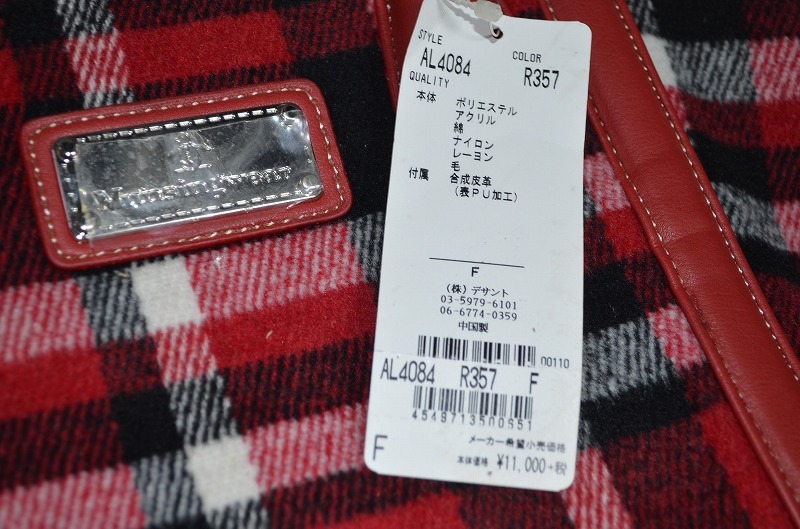 Munsingwear
STYLE COLOR
AL4084 R357
QUALITY
本体 ポリエステル
アクリル
綿
ナイロン
レーヨン
毛
付属 合成皮革
(表PU加工)
F
(株) デサント
03-5979-6101
06-6774-0359
中国製
00110
AL4084 R357 F
4549713500651
メーカー希望小売価格
F 本体価格 ¥11,000+税